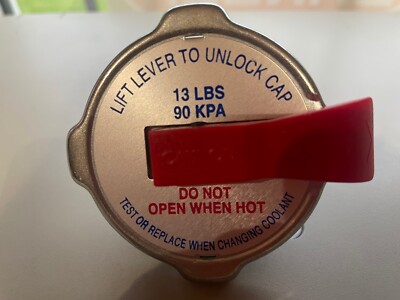 LIFT LEVER TO UNLOCK CAP
13 LBS
90 KPA
DO NOT
OPEN WHEN HOT
TEST OR REPLACE WHEN CHANGING COOLANT